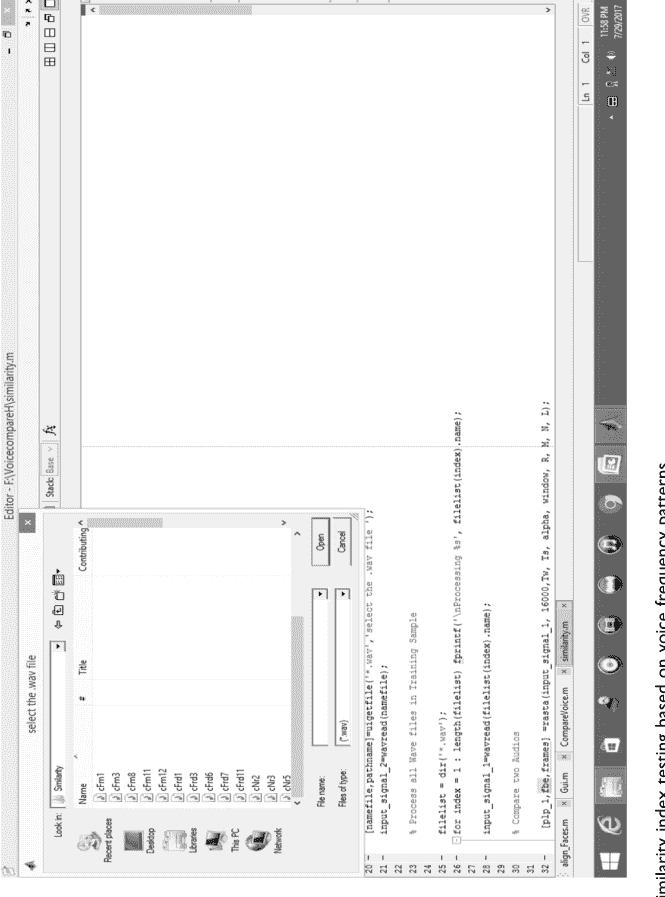 Editor - F:\VoicecompareH\similarity.m
select the .wav file
Stack: Base
fx
Look in:
Similarity
Name
#
Title
Contributing
Recent places
Desktop
Libraries
This PC
Network
cFrm1
cFrm3
cFrm8
cFrm11
cFrm12
cFrd1
cFrd3
cFrd6
cFrd7
cFrd11
cNr2
cNr3
cNr5
File name:
Open
Files of type:
(*.wav)
Cancel
20 - [namefile,pathname]=uigetfile('*.wav','select the .wav file ');
21 - input_signal_2=wavread(namefile);
22
23 % Process all Wave files in Training Sample
24
25 - filelist = dir('*.wav');
26 - for index = 1 : length(filelist) fprintf('\nProcessing %s', filelist(index).name);
27
28 - input_signal_1=wavread(filelist(index).name);
29
30 % Compare two Audios
31
32 - [plp_1,fbe,frames] =rasta(input_signal_1, 16000,Tw, Ts, alpha, window, R, M, N, L);
align_Faces.m × Gui.m × CompareVoice.m × similarity.m ×
Ln 1 Col 1 OVR
11:58 PM
7/29/2017
imilarity index testing based on voice frequency patterns